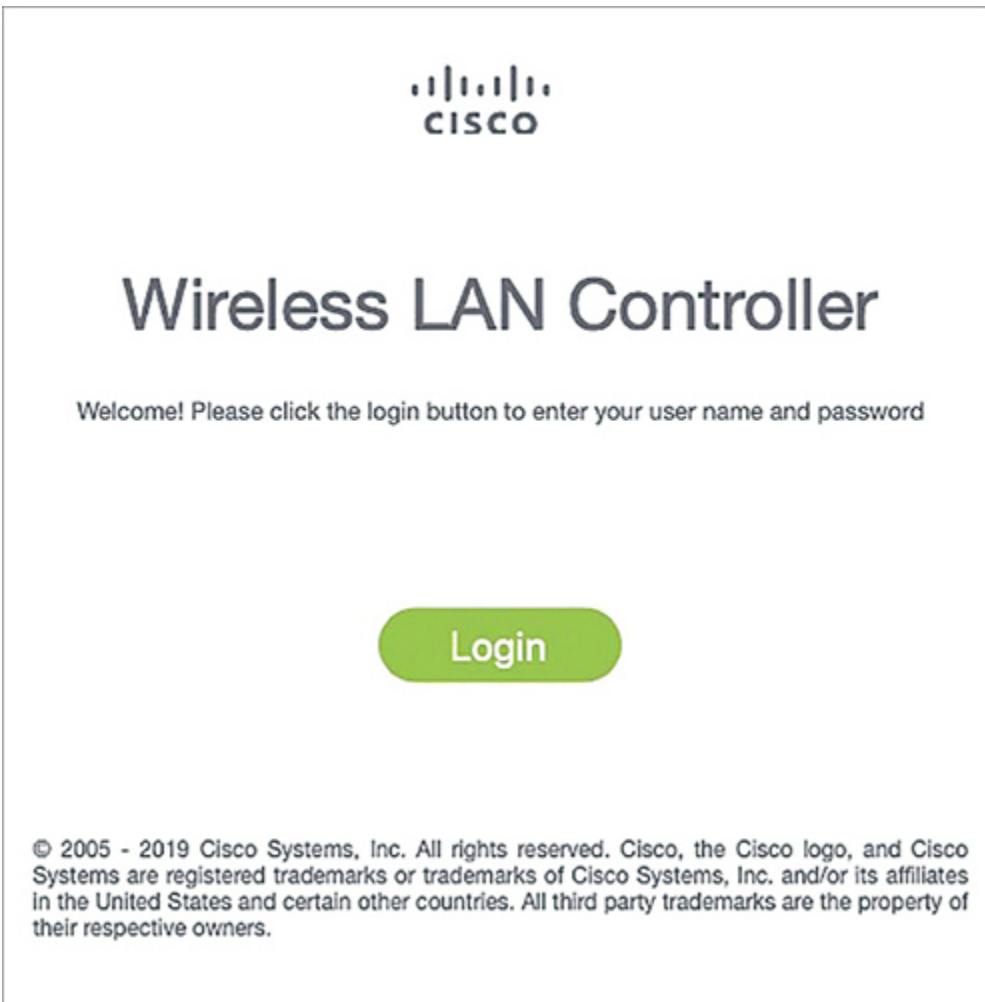 CISCO
Wireless LAN Controller
Welcome! Please click the login button to enter your user name and password
Login
© 2005 - 2019 Cisco Systems, Inc. All rights reserved. Cisco, the Cisco logo, and Cisco
Systems are registered trademarks or trademarks of Cisco Systems, Inc. and/or its affiliates
in the United States and certain other countries. All third party trademarks are the property of
their respective owners.